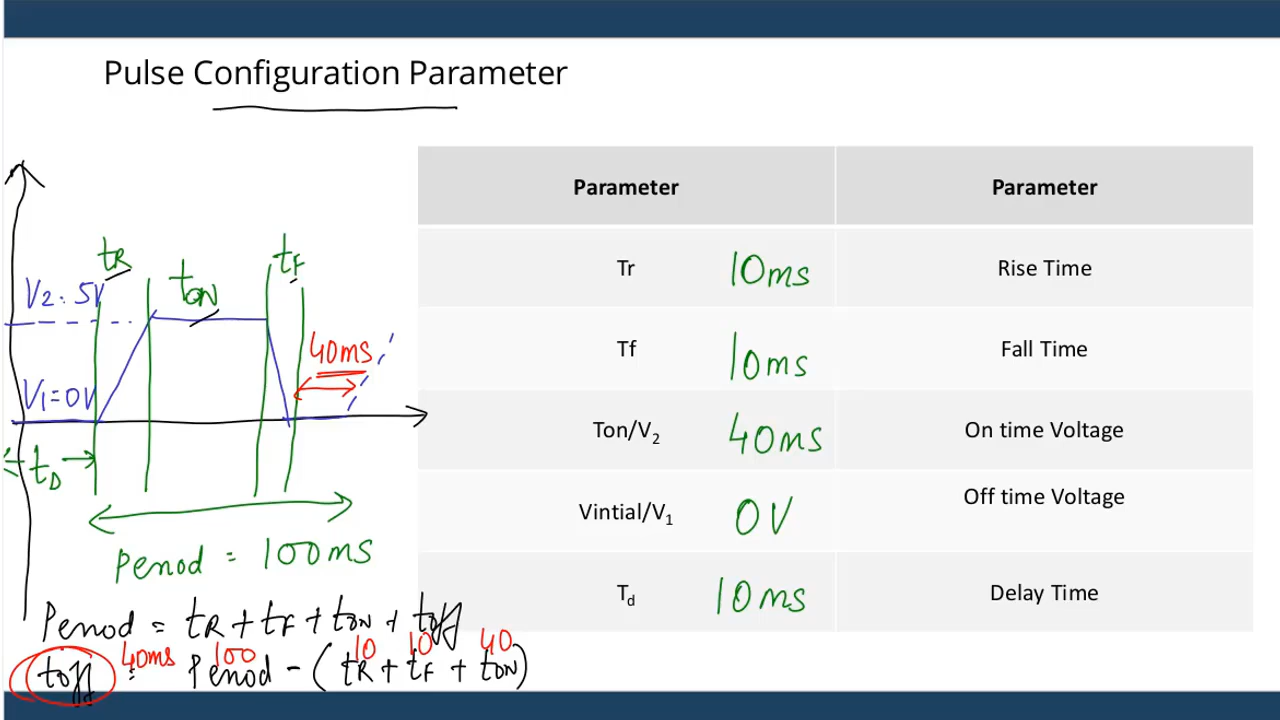 Pulse Configuration Parameter
tR
tF
tON
V2: 5V
40ms
V1=0V
tD
Period = 100ms
Period = tR + tF + tON + toff
40ms 100 10 10 40
toff = Period - (tR + tF + tON)
Parameter Parameter
Tr 10ms Rise Time
Tf 10ms Fall Time
Ton/V2 40ms On time Voltage
Vintial/V1 0V Off time Voltage
Td 10ms Delay Time